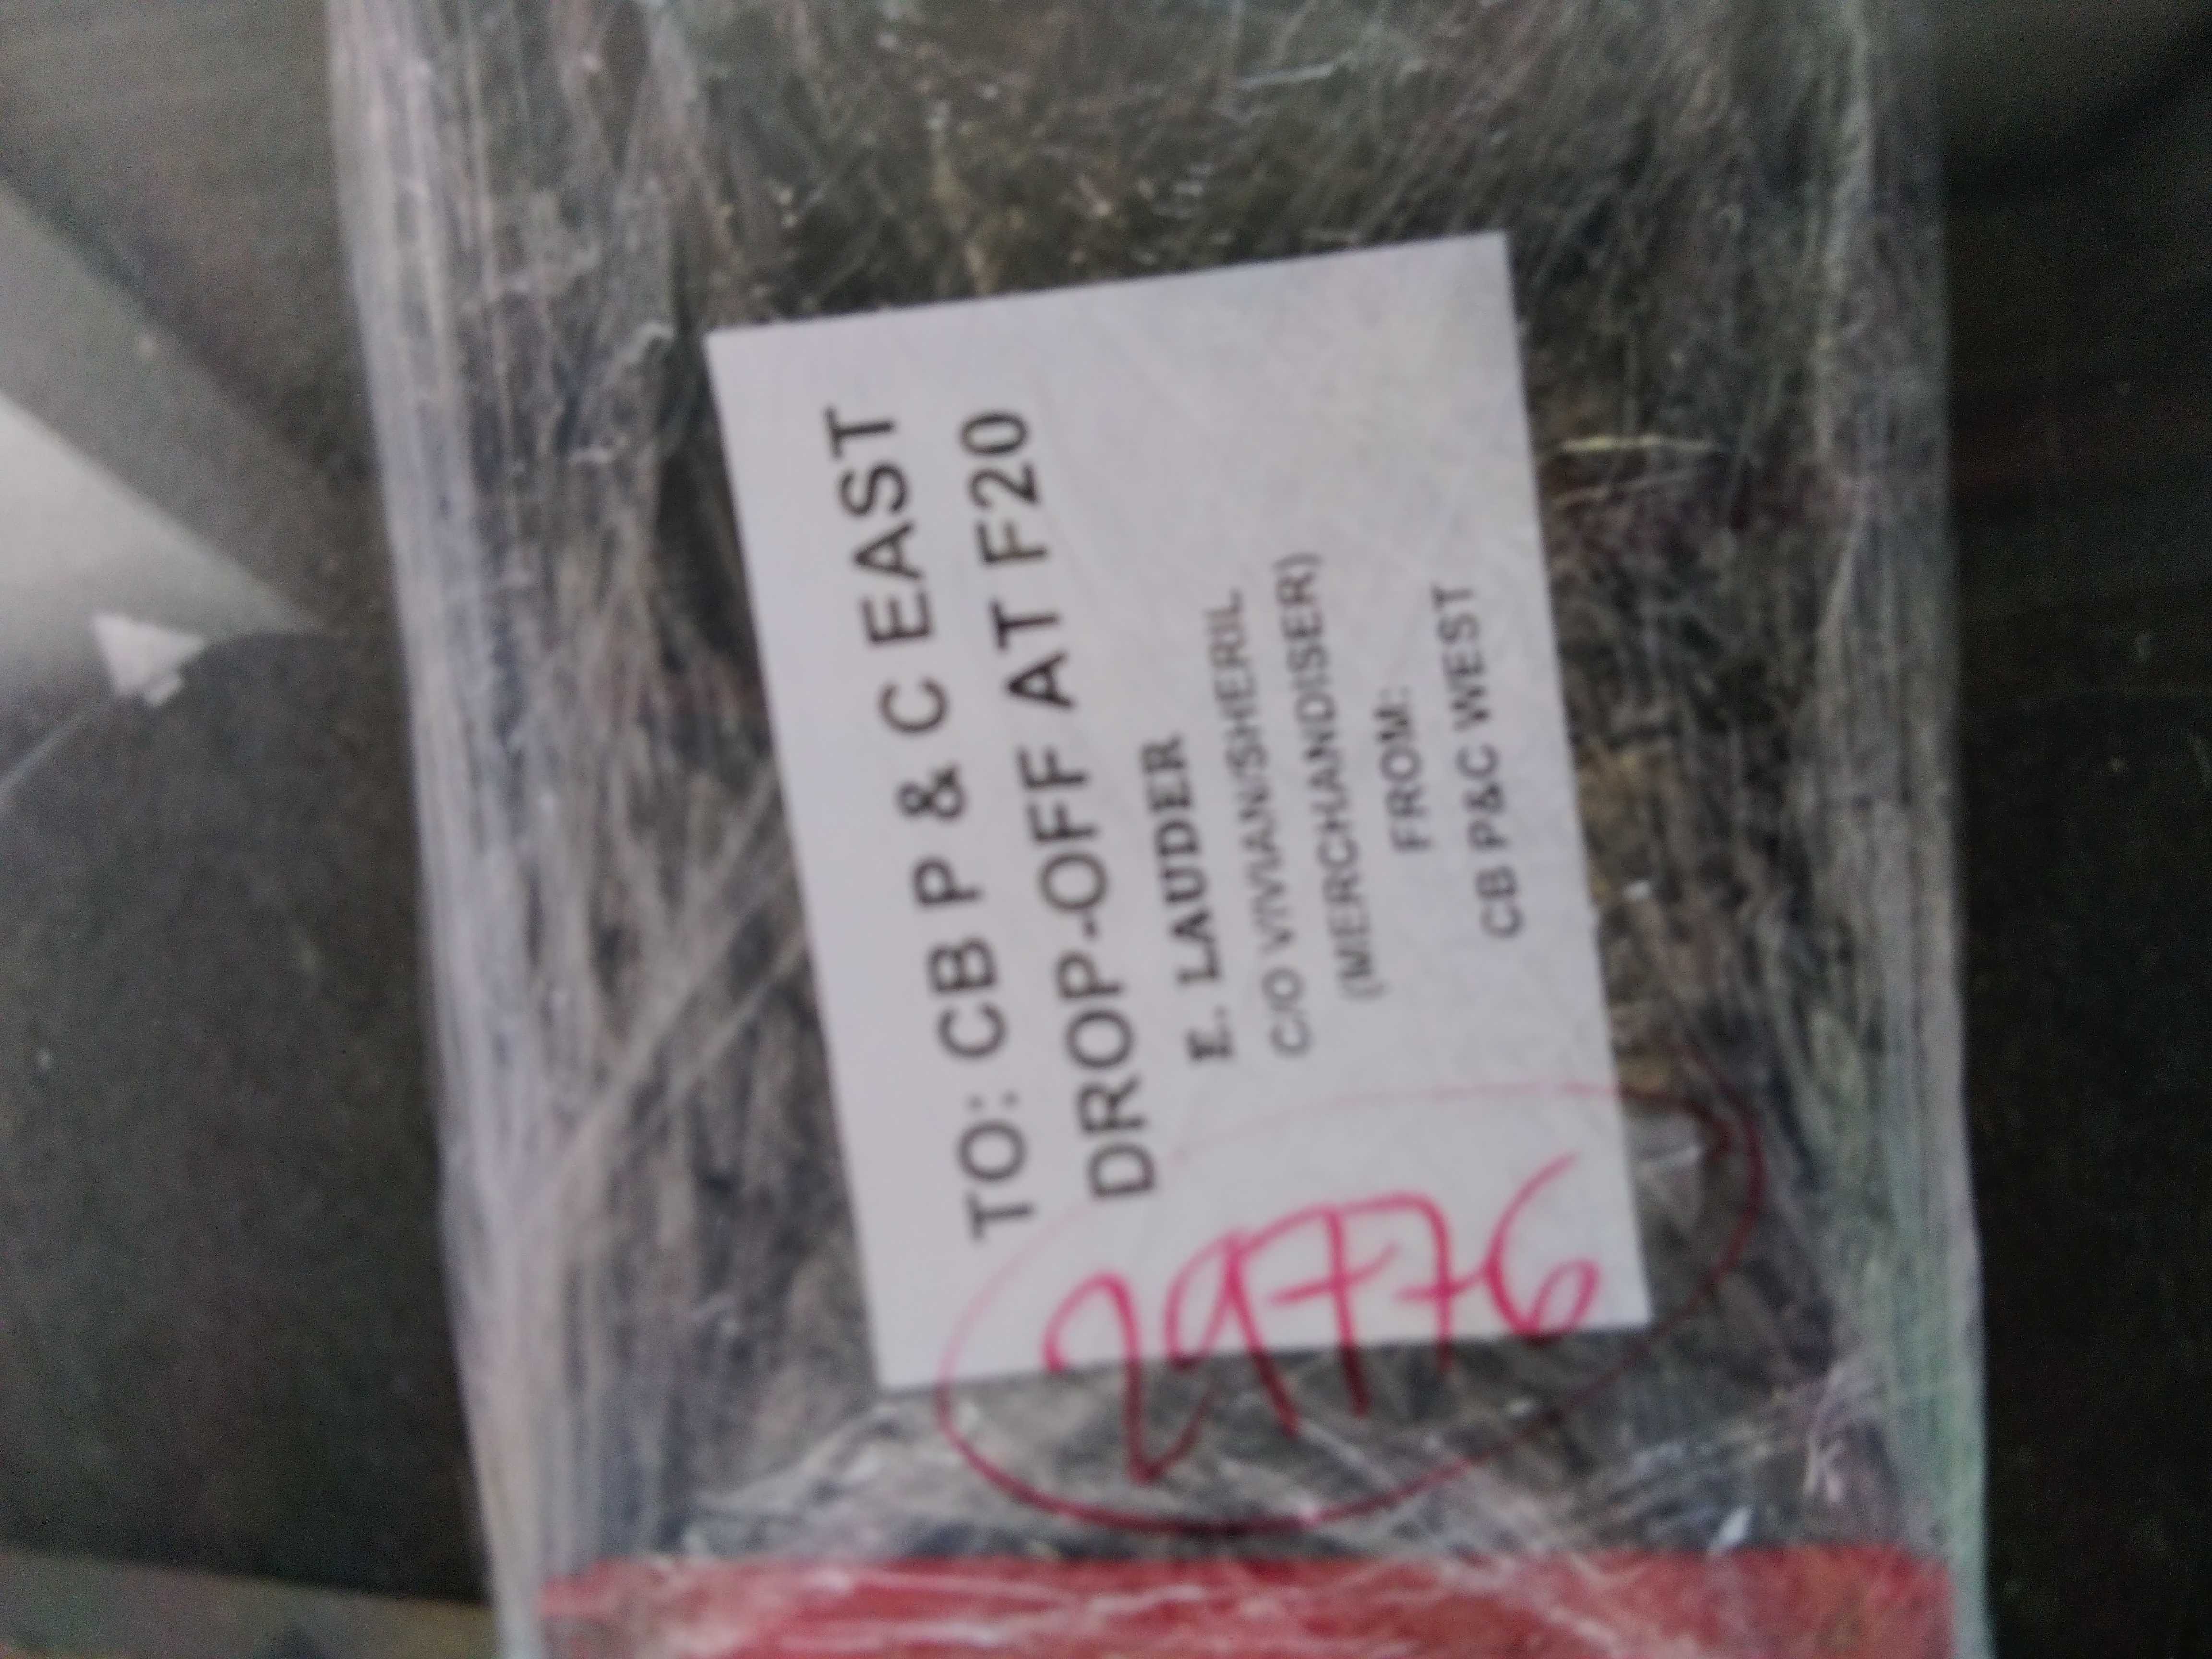 TO: CB P & C EAST
DROP-OFF AT F20
E. LAUDER
C/O VIVIAN/SHERIL
(MERCHANDISER)
FROM:
CB P&C WEST
29776